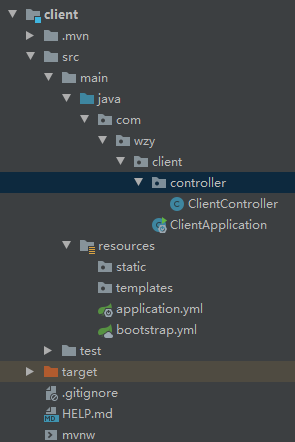 client
.mvn
src
main
java
com
wzy
client
controller
ClientController
ClientApplication
resources
static
templates
application.yml
bootstrap.yml
test
target
.gitignore
HELP.md
mvnw